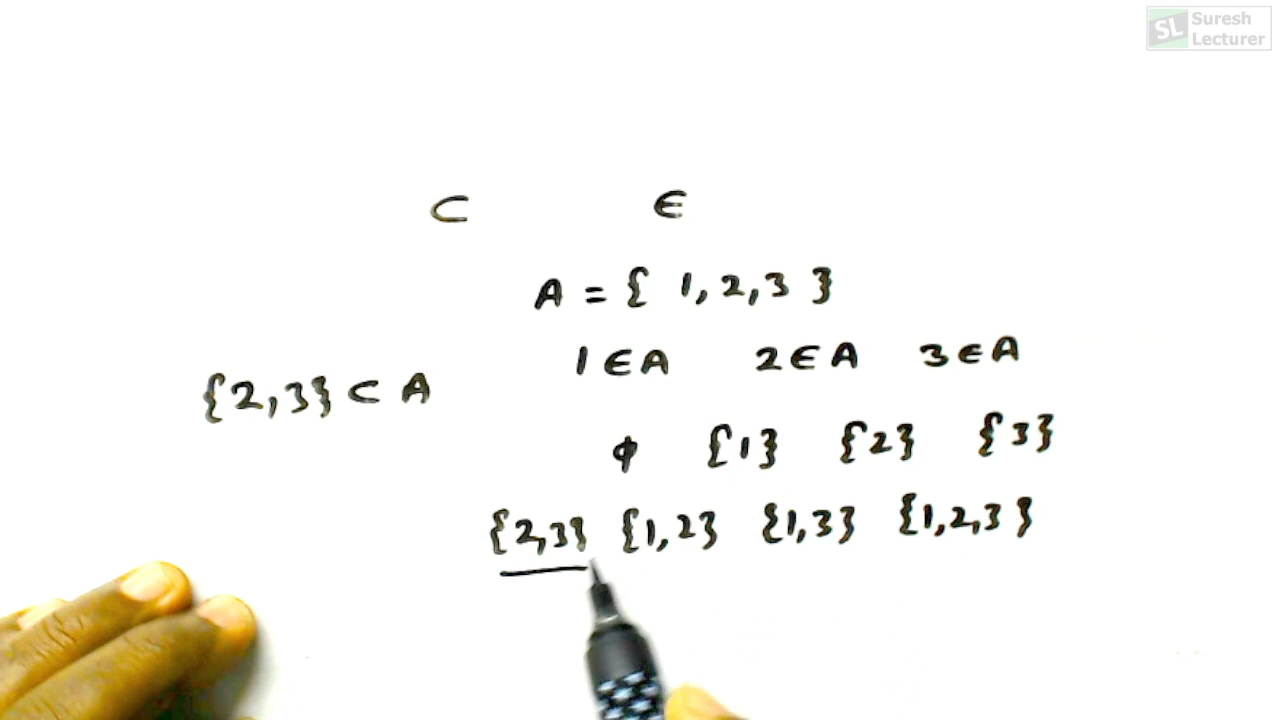 SL Suresh Lecturer
⊂ ∈
A = { 1, 2, 3 }
1 ∈ A 2 ∈ A 3 ∈ A
{2, 3} ⊂ A
ϕ {1} {2} {3}
{2, 3} {1, 2} {1, 3} {1, 2, 3}